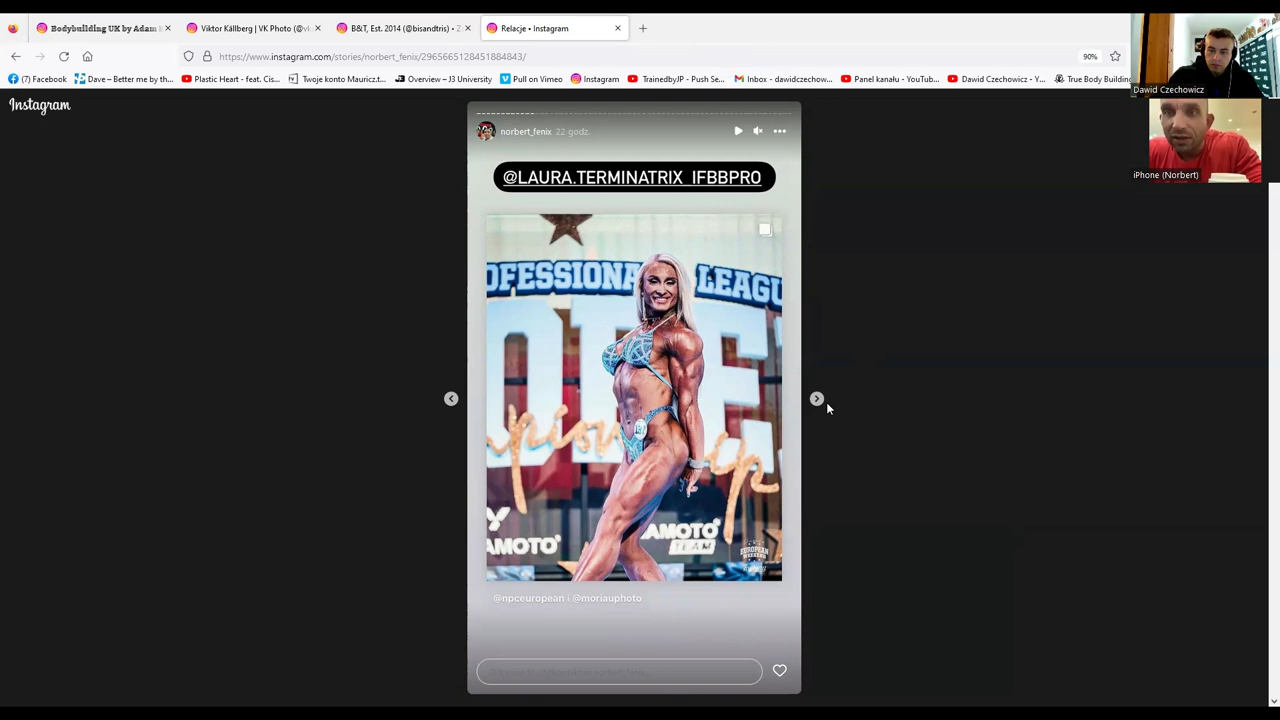 Bodybuilding UK by Adam
Viktor Källberg | VK Photo (@v
B&T, Est. 2014 (@bisandtris) •
Relacje • Instagram
https://www.instagram.com/stories/norbert_fenix/2965665128451884843/
90%
Facebook
Dave – Better me by th...
Plastic Heart - feat. Cis...
Twoje konto Mauricz.t...
Overview – J3 University
Pull on Vimeo
Instagram
TrainedbyJP - Push Se...
Inbox - dawidczechow...
Panel kanału - YouTub...
Dawid Czechowicz - Y...
True Body Building
Dawid Czechowicz
iPhone (Norbert)
Instagram
norbert_fenix 22 godz.
@LAURA.TERMINATRIX_IFBBPRO
OFESSIONA LEAGU
AMOTO
AMOTO
TEAM
EUROPEAN
@npceuropean i @moriauphoto